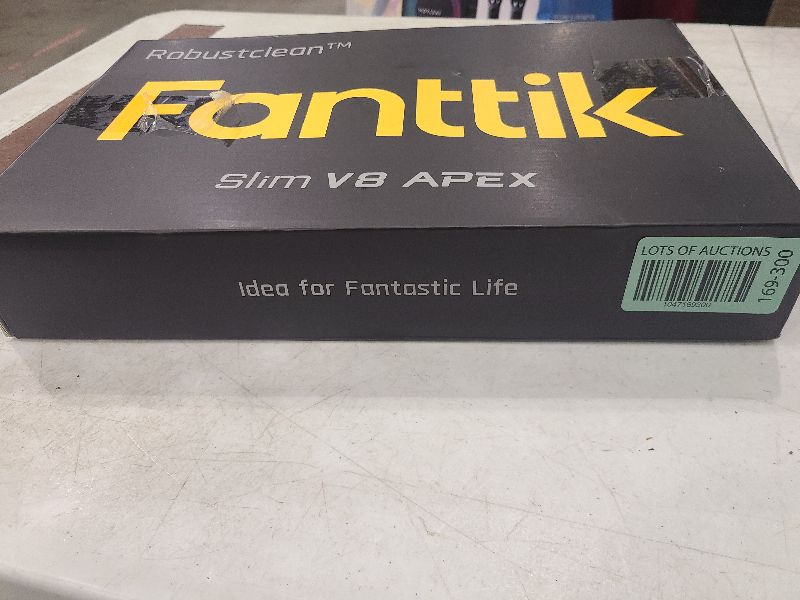 Robustclean™
Fanttik
Slim V8 APEX
Idea for Fantastic Life
LOTS OF AUCTIONS
169-300